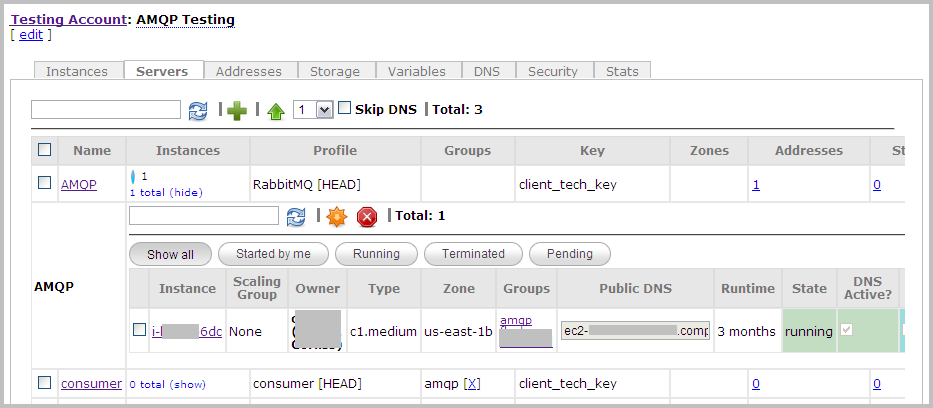 Testing Account: AMQP Testing
[ edit ]
Instances Servers Addresses Storage Variables DNS Security Stats
1 Skip DNS Total: 3
Name Instances Profile Groups Key Zones Addresses
AMQP 1 RabbitMQ [HEAD] client_tech_key 1 0
1 total (hide)
Total: 1
Show all Started by me Running Terminated Pending
AMQP
Instance Scaling Group Owner Type Zone Groups Public DNS Runtime State DNS Active?
6dc None c1.medium us-east-1b amqp ec2- .comp 3 months running
consumer 0 total (show) consumer [HEAD] amqp [X] client_tech_key 0 0